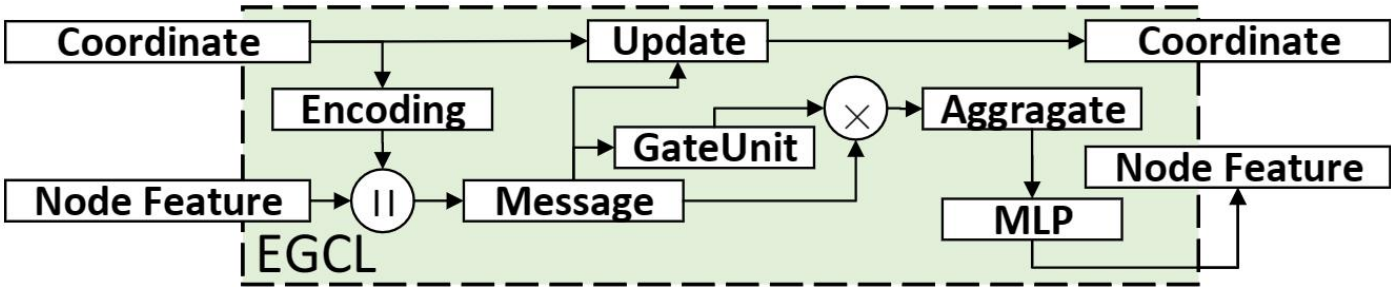 Coordinate
Update
Coordinate
Encoding
Aggragate
GateUnit
Node Feature
Node Feature
||
Message
×
MLP
EGCL